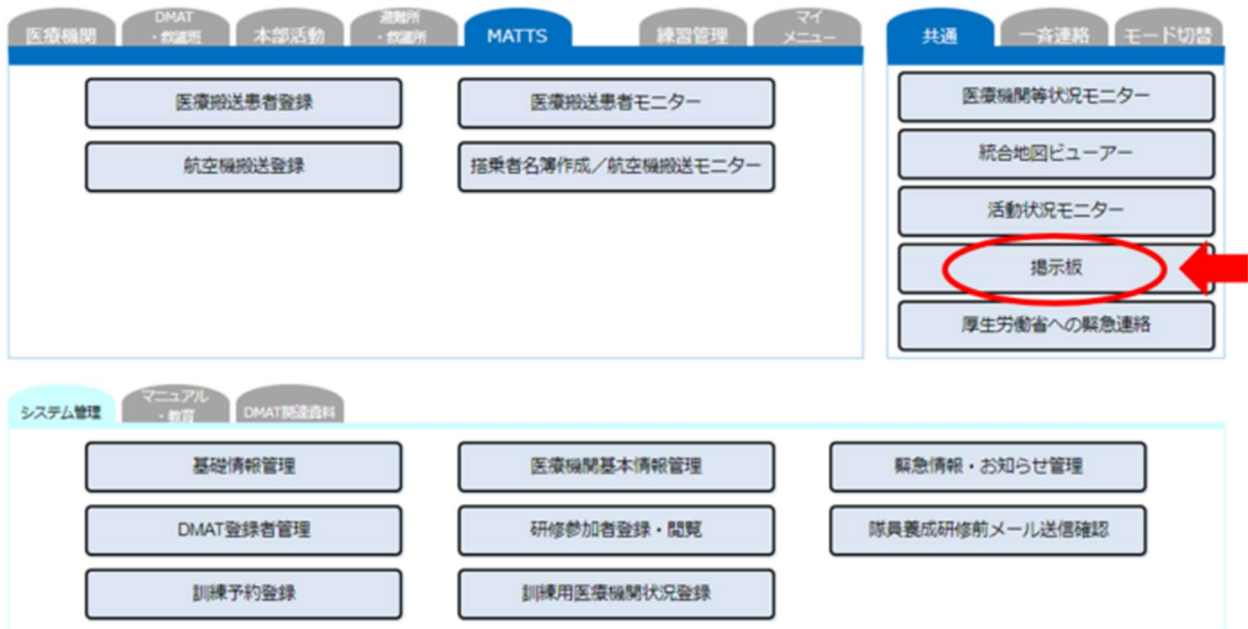 医療機関
DMAT
・救護班
本部活動
避難所
・救護所
MATTS
練習管理
マイ
メニュー
共通
一斉連絡
モード切替
医療搬送患者登録
医療搬送患者モニター
航空機搬送登録
搭乗者名簿作成／航空機搬送モニター
医療機関等状況モニター
統合地図ビューアー
活動状況モニター
掲示板
厚生労働省への緊急連絡
システム管理
マニュアル
・教育
DMAT関連資料
基礎情報管理
医療機関基本情報管理
緊急情報・お知らせ管理
DMAT登録者管理
研修参加者登録・閲覧
隊員養成研修前メール送信確認
訓練予約登録
訓練用医療機関状況登録